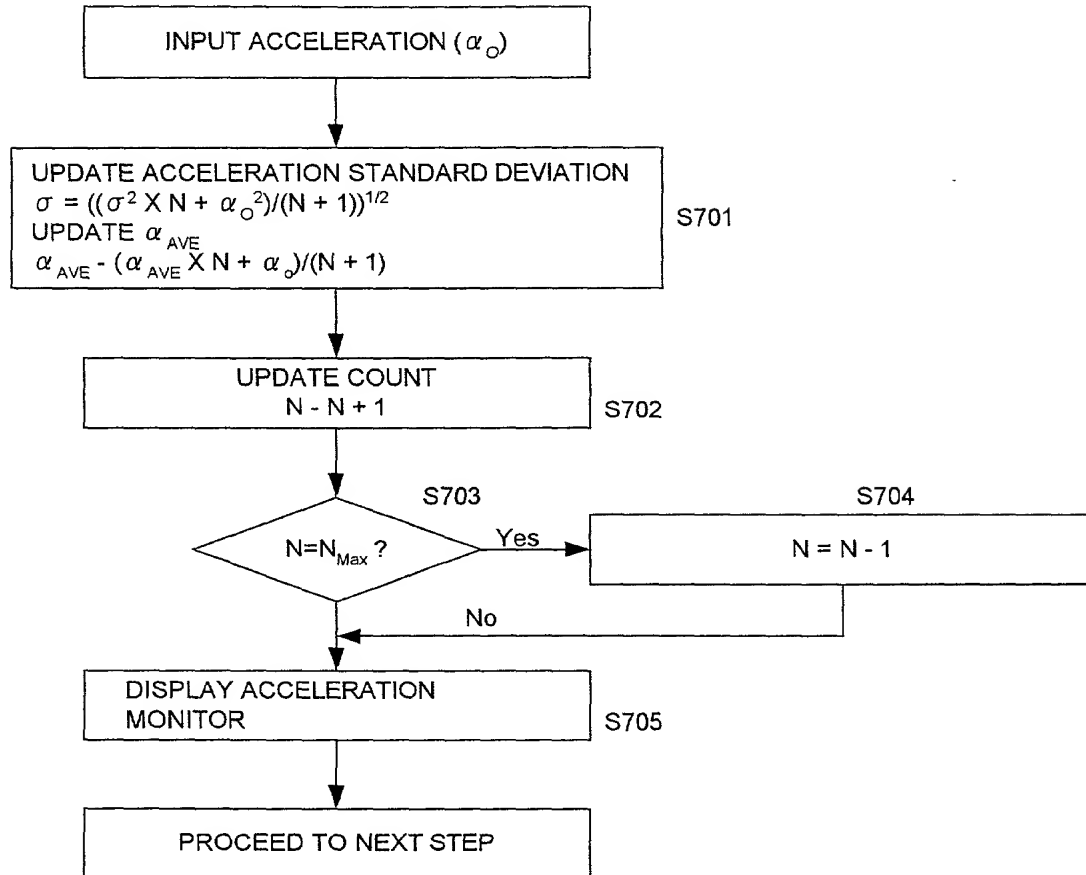 INPUT ACCELERATION (α_O)
UPDATE ACCELERATION STANDARD DEVIATION
σ = ((σ² X N + α_O²)/(N + 1))^1/2
UPDATE α_AVE
α_AVE - (α_AVE X N + α_o)/(N + 1)
S701
UPDATE COUNT
N - N + 1
S702
S703
S704
N=N_Max ?
Yes
N = N - 1
No
DISPLAY ACCELERATION
MONITOR
S705
PROCEED TO NEXT STEP